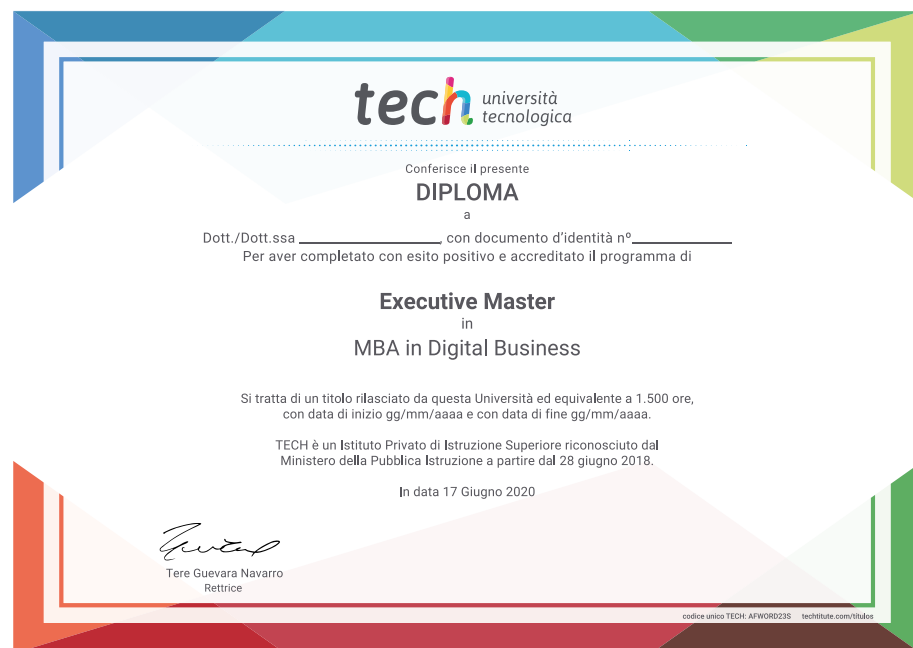 tech università
tecnologica
Conferisce il presente
DIPLOMA
a
Dott./Dott.ssa ____________________, con documento d'identità nº______________
Per aver completato con esito positivo e accreditato il programma di
Executive Master
in
MBA in Digital Business
Si tratta di un titolo rilasciato da questa Università ed equivalente a 1.500 ore,
con data di inizio gg/mm/aaaa e con data di fine gg/mm/aaaa.
TECH è un Istituto Privato di Istruzione Superiore riconosciuto dal
Ministero della Pubblica Istruzione a partire dal 28 giugno 2018.
In data 17 Giugno 2020
Tere Guevara Navarro
Rettrice
codice unico TECH: AFWORD23S techtitute.com/títulos